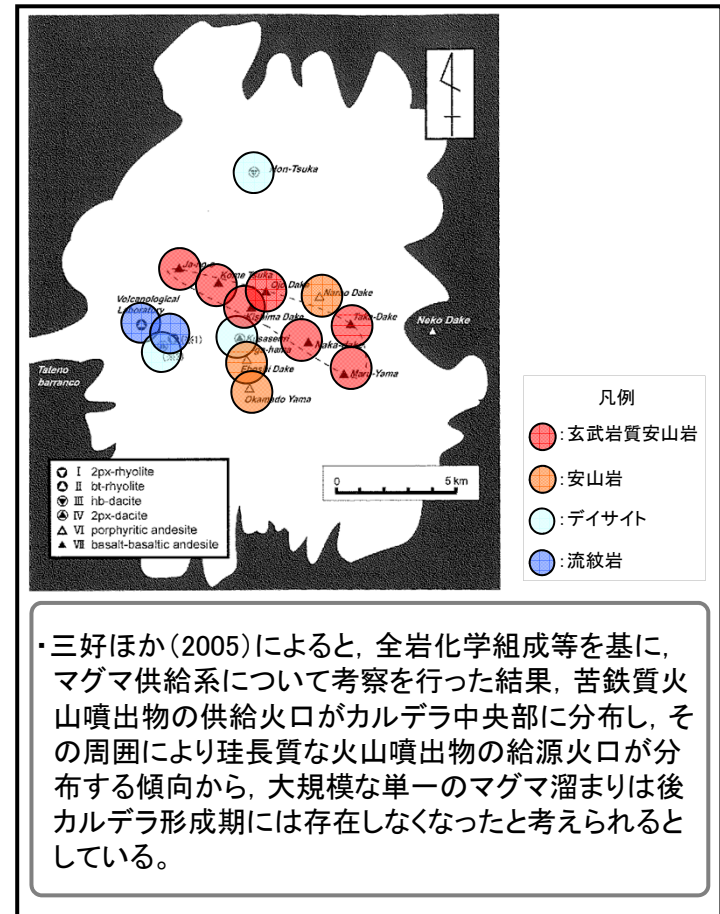 Hon-Tsuka
Ja-no-o
Kome Tsuka
Ojo Dake
Narao Dake
Volcanological
Laboratory
Kishima Dake
Taka-Dake
Neko Dake
Kusasenri
Naka-dake
Eboshi Dake
Maru-Yama
Tateno
barranco
Okamado Yama
I 2px-rhyolite
II bt-rhyolite
III hb-dacite
IV 2px-dacite
VI porphyritic andesite
VII basalt-basaltic andesite
0 5 km
凡例
:玄武岩質安山岩
:安山岩
:デイサイト
:流紋岩
・三好ほか(2005)によると,全岩化学組成等を基に,
マグマ供給系について考察を行った結果,苦鉄質火
山噴出物の供給火口がカルデラ中央部に分布し,そ
の周囲により珪長質な火山噴出物の給源火口が分
布する傾向から,大規模な単一のマグマ溜まりは後
カルデラ形成期には存在しなくなったと考えられると
している。